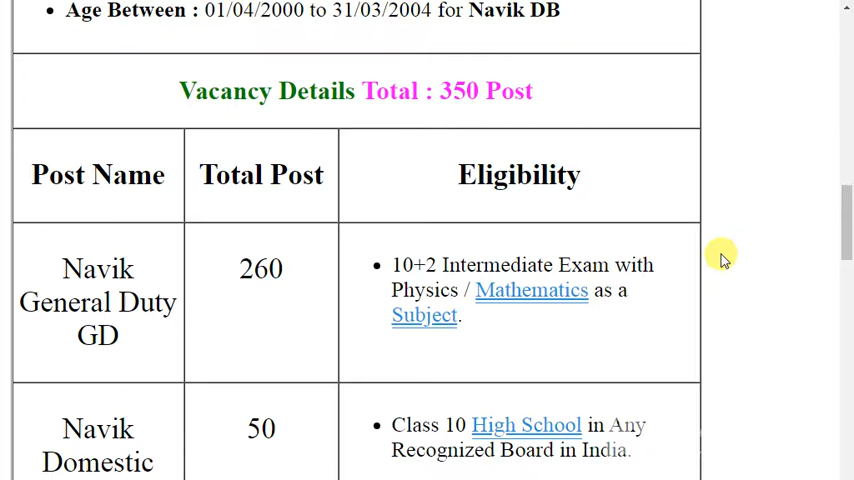 Age Between : 01/04/2000 to 31/03/2004 for Navik DB
Vacancy Details Total : 350 Post
Post Name Total Post Eligibility
Navik General Duty GD
260
10+2 Intermediate Exam with
Physics / Mathematics as a
Subject.
Navik Domestic
50
Class 10 High School in Any
Recognized Board in India.